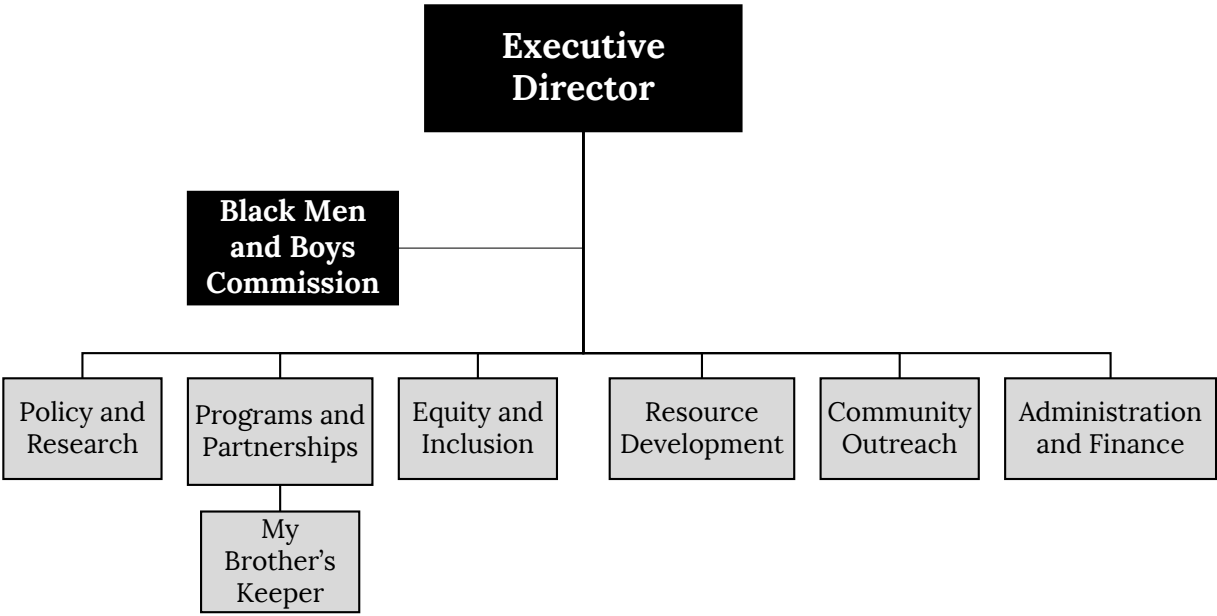 Executive
Director
Black Men
and Boys
Commission
Policy and
Research
Programs and
Partnerships
Equity and
Inclusion
Resource
Development
Community
Outreach
Administration
and Finance
My
Brother’s
Keeper